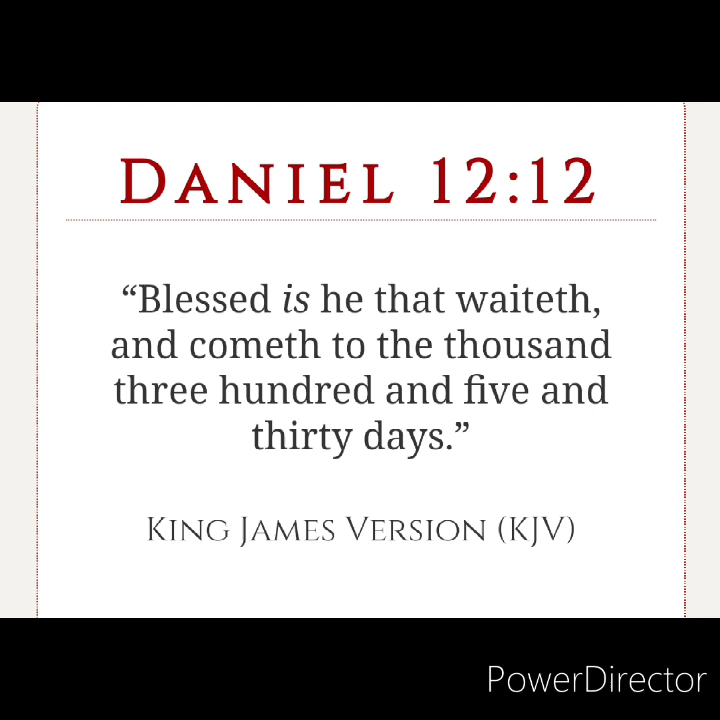 DANIEL 12:12
“Blessed is he that waiteth,
and cometh to the thousand
three hundred and five and
thirty days.”
KING JAMES VERSION (KJV)
PowerDirector